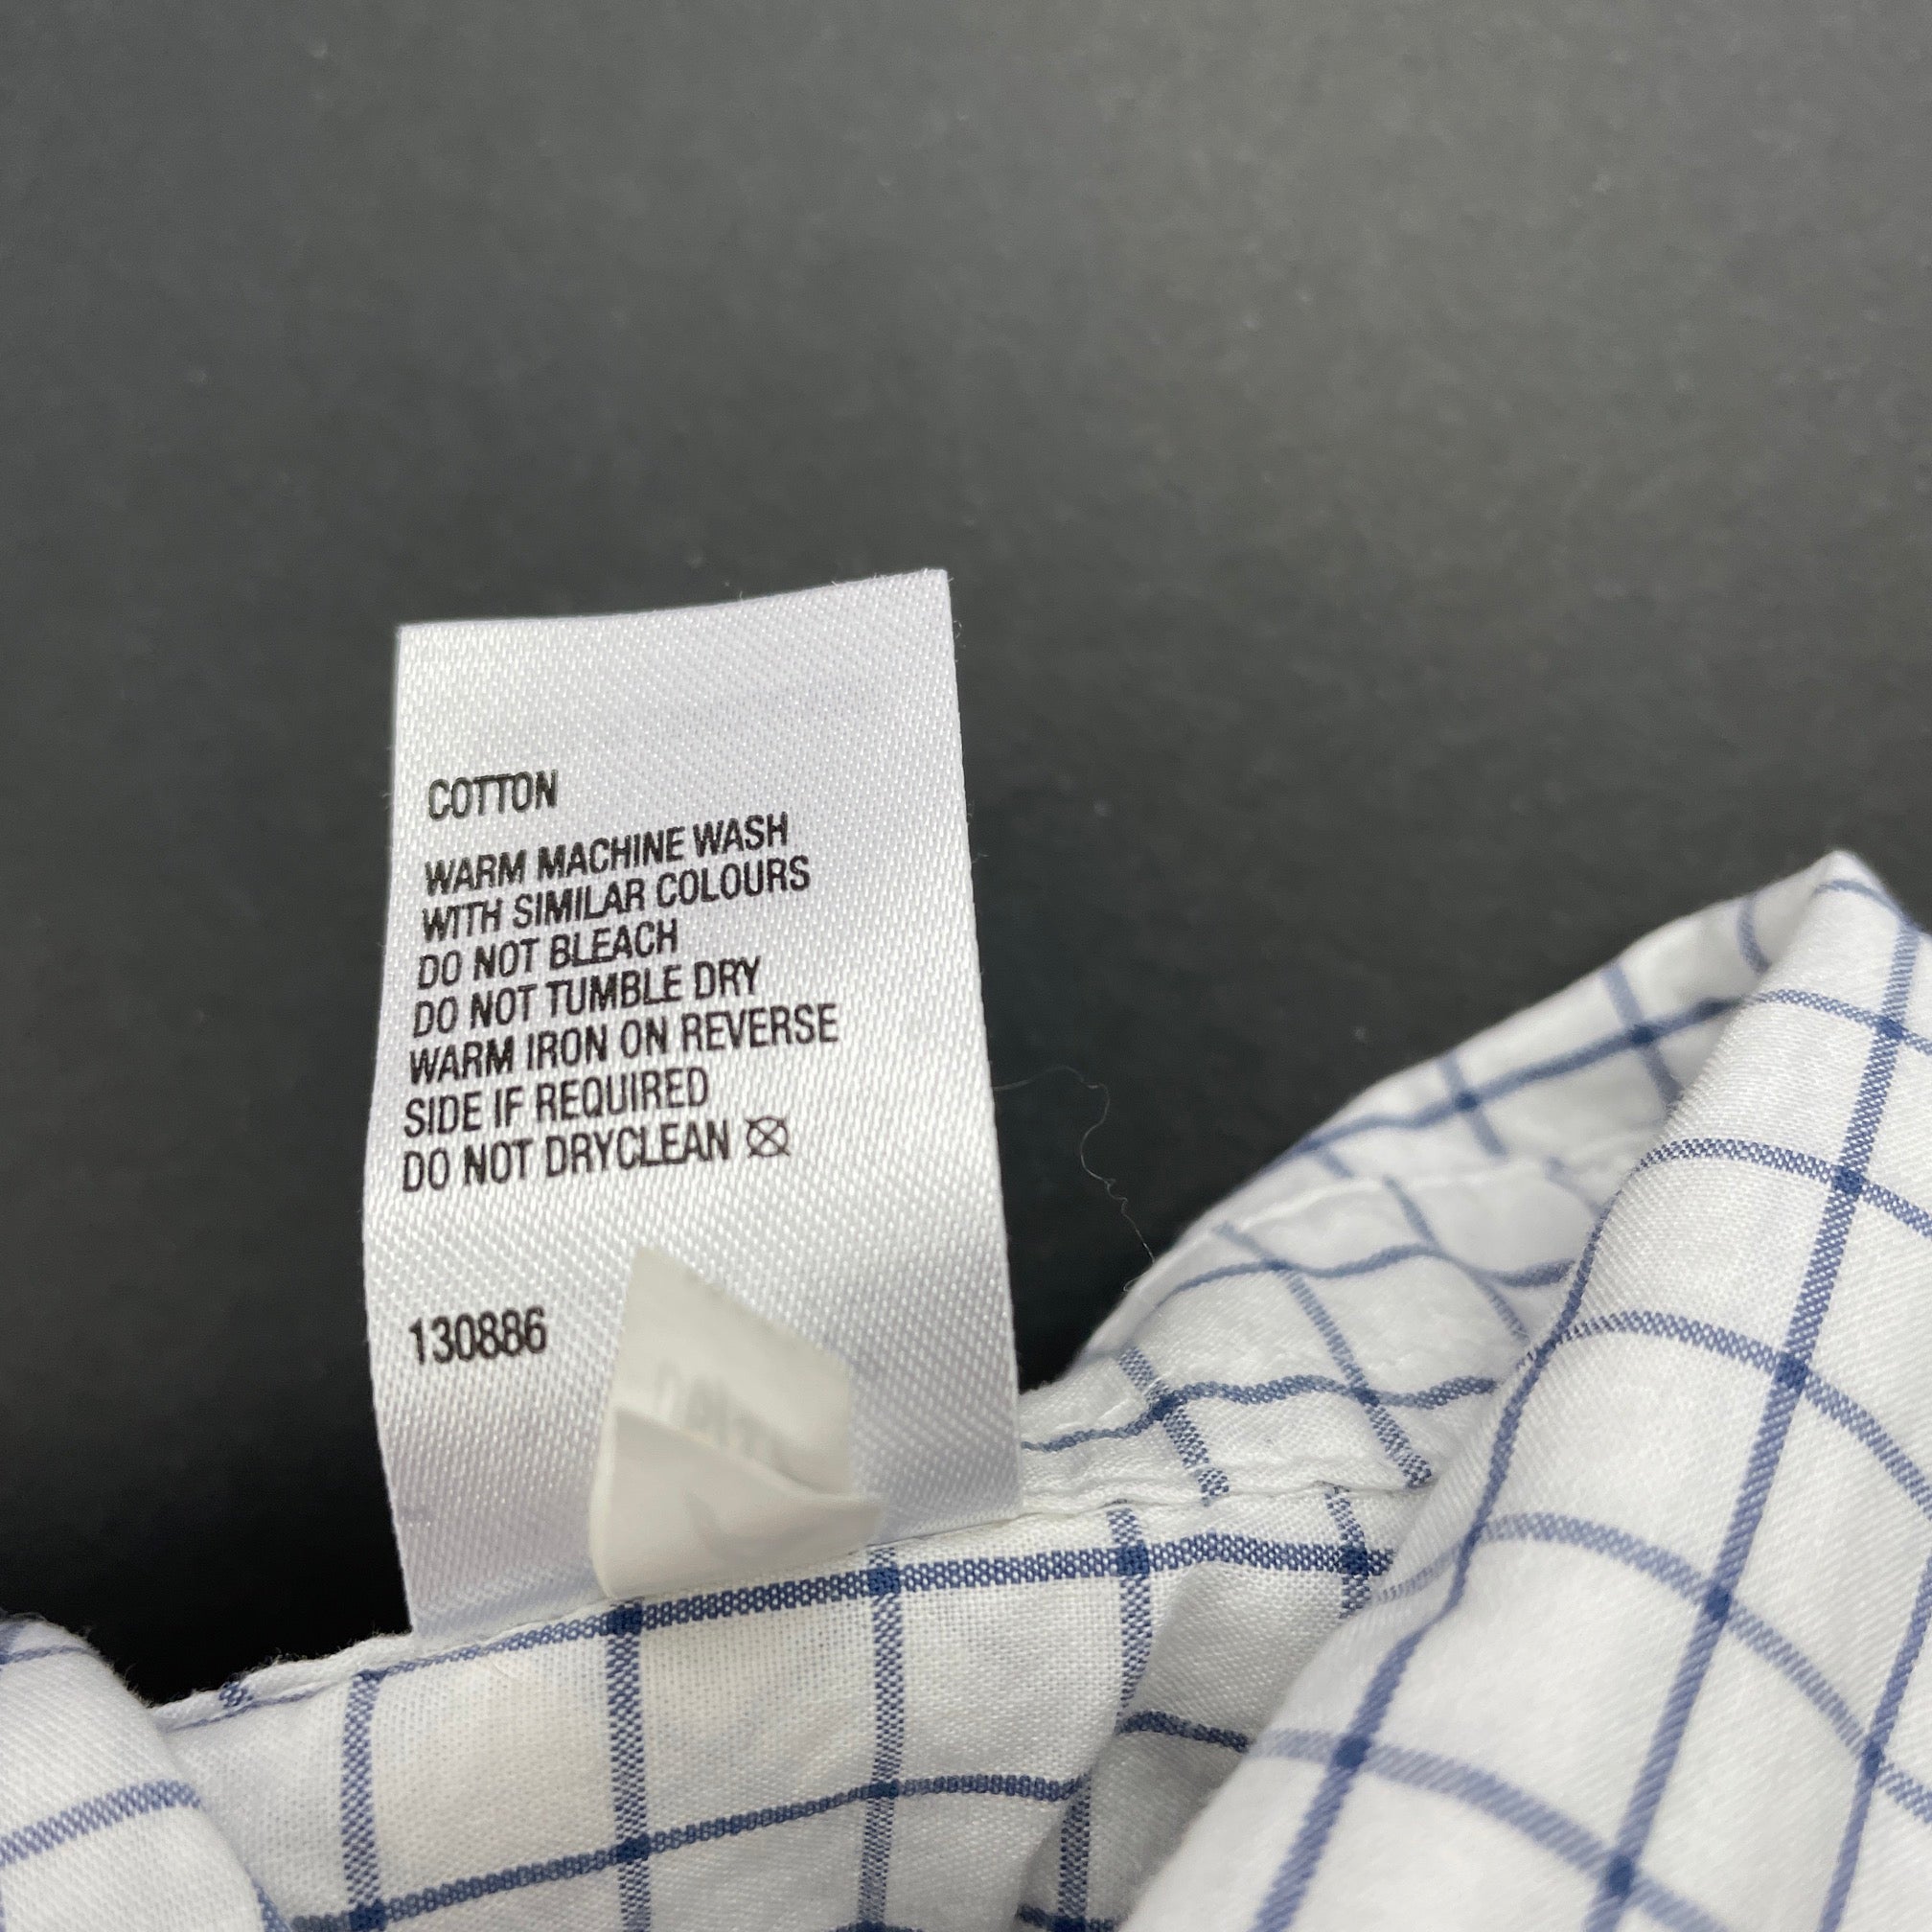 COTTON
WARM MACHINE WASH
WITH SIMILAR COLOURS
DO NOT BLEACH
DO NOT TUMBLE DRY
WARM IRON ON REVERSE
SIDE IF REQUIRED
DO NOT DRYCLEAN
130886